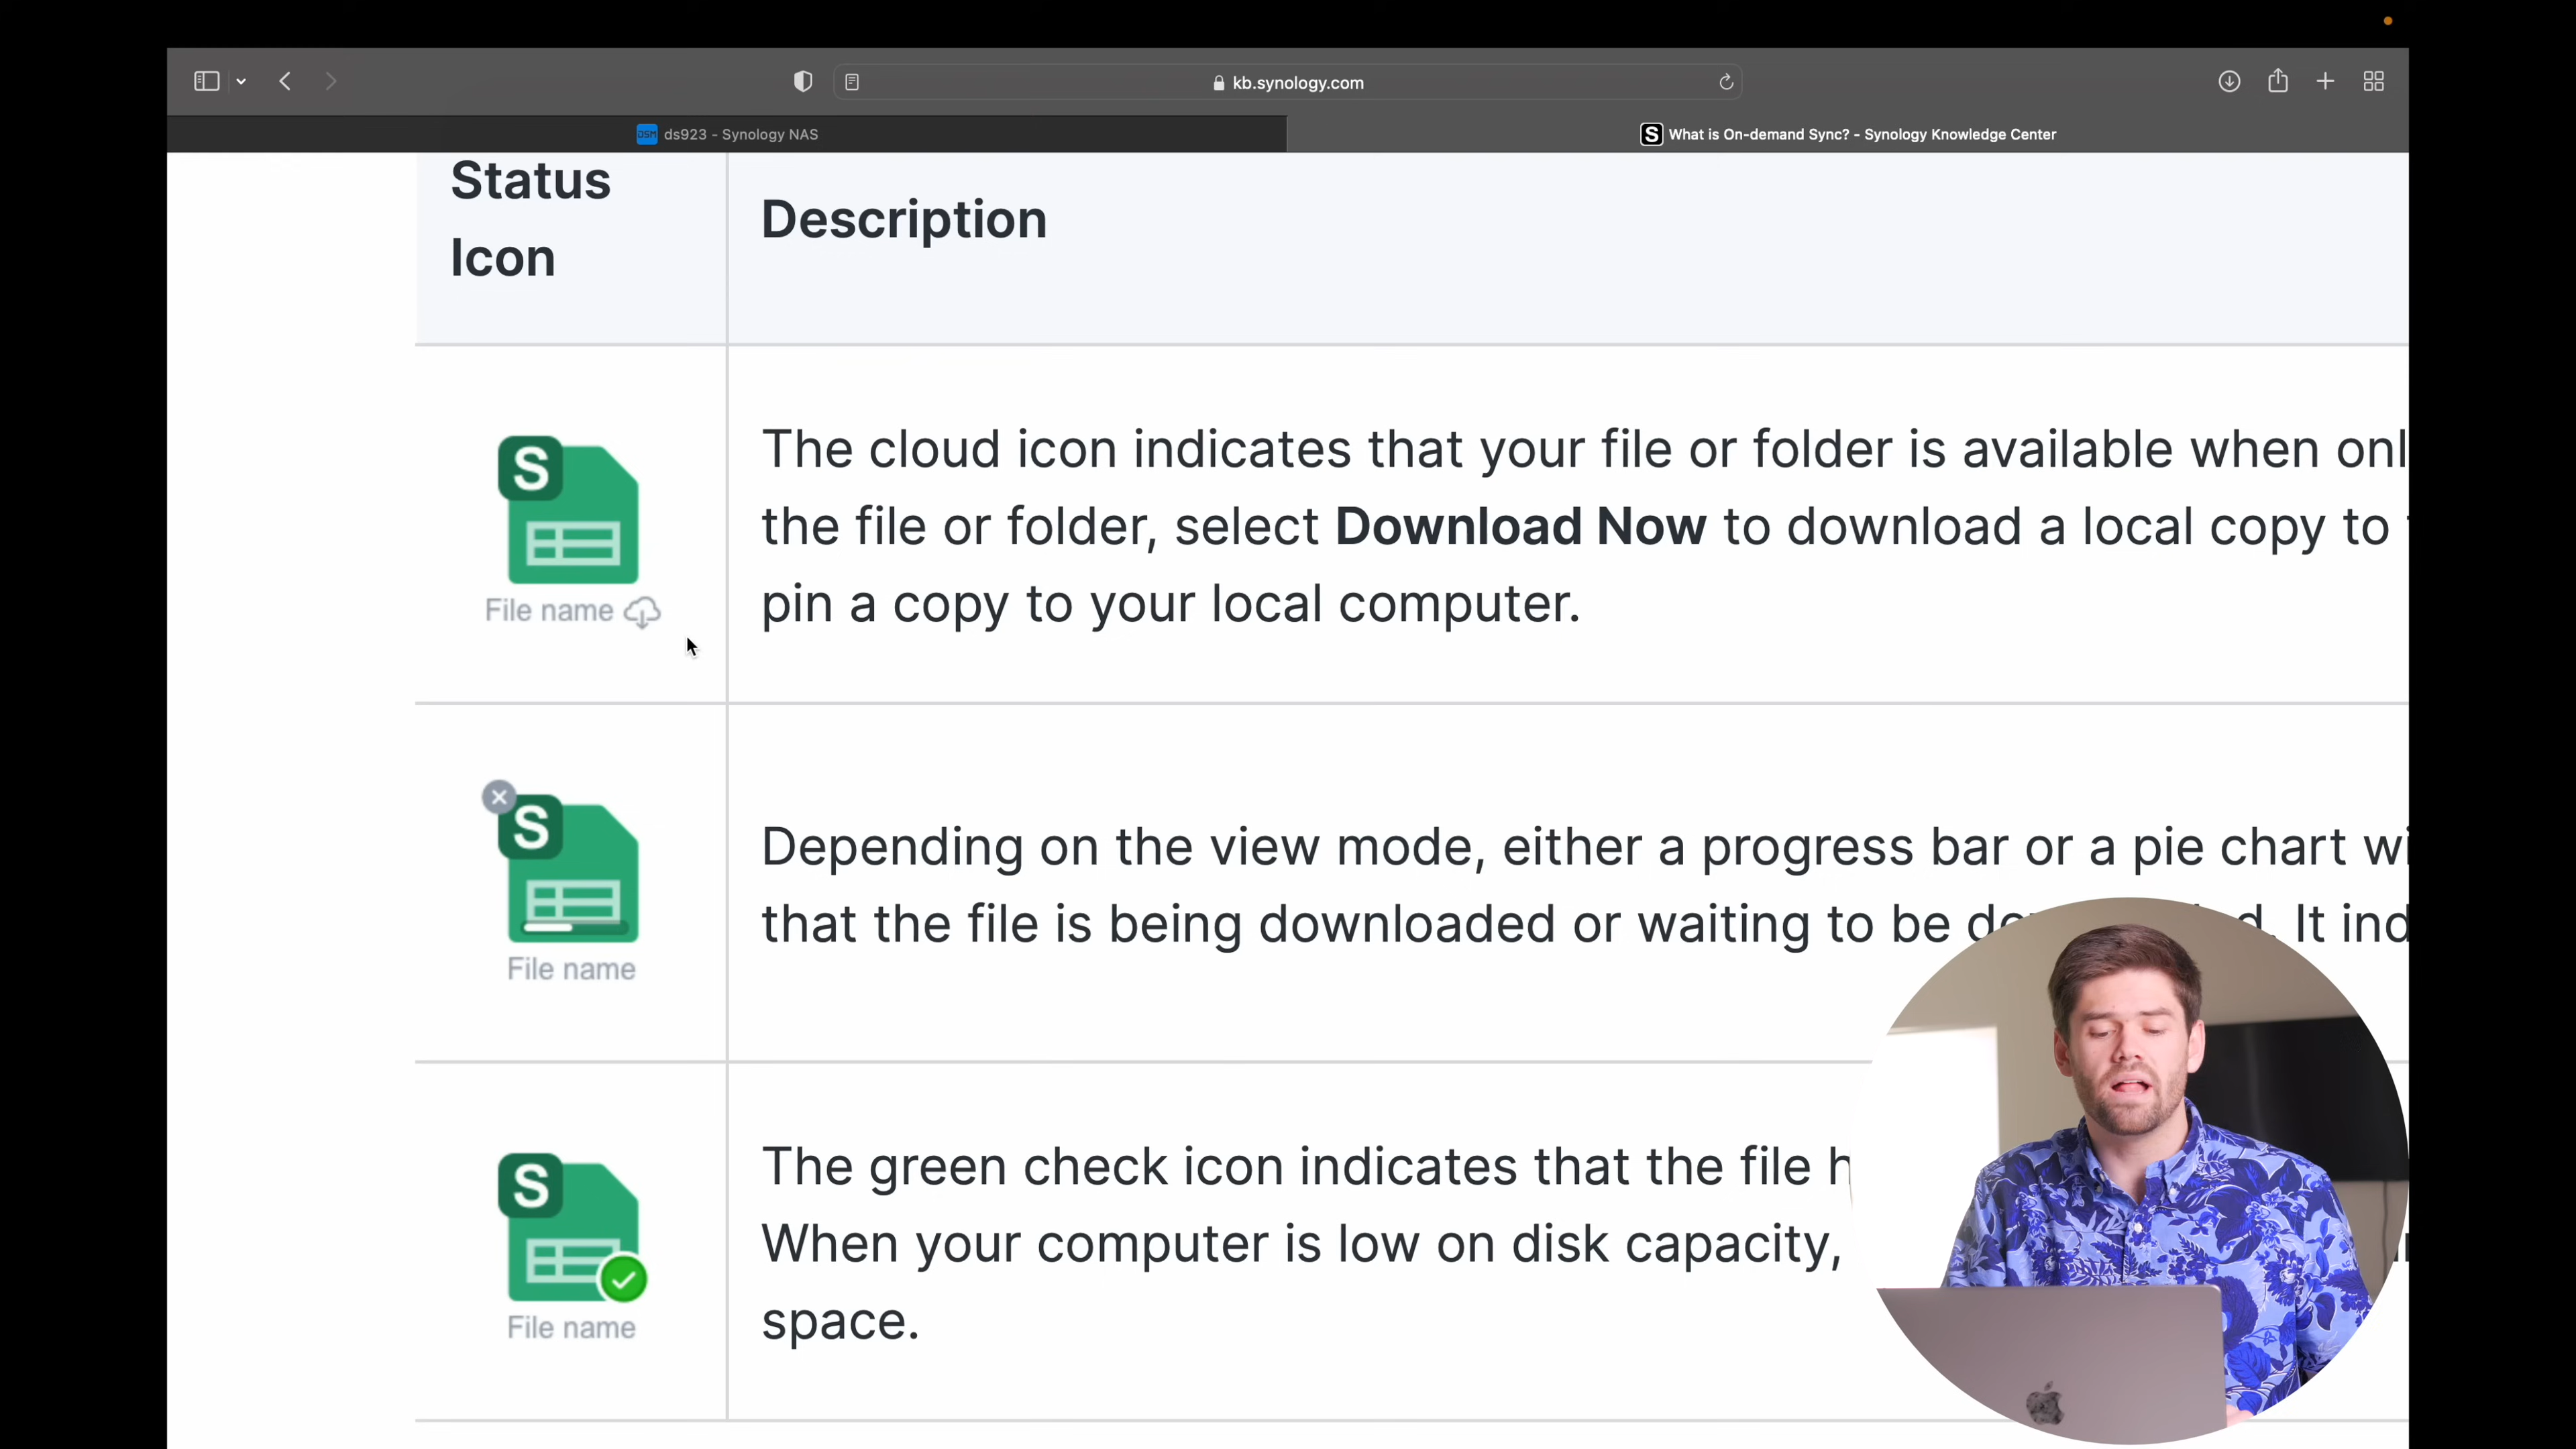 kb.synology.com
DSM ds923 - Synology NAS
S What is On-demand Sync? - Synology Knowledge Center
Status
Icon
Description
S
File name
The cloud icon indicates that your file or folder is available when
the file or folder, select Download Now to download a local copy to
pin a copy to your local computer.
S
File name
Depending on the view mode, either a progress bar or a pie chart
that the file is being downloaded or waiting to be
It
S
File name
The green check icon indicates that the file
When your computer is low on disk capacity,
space.